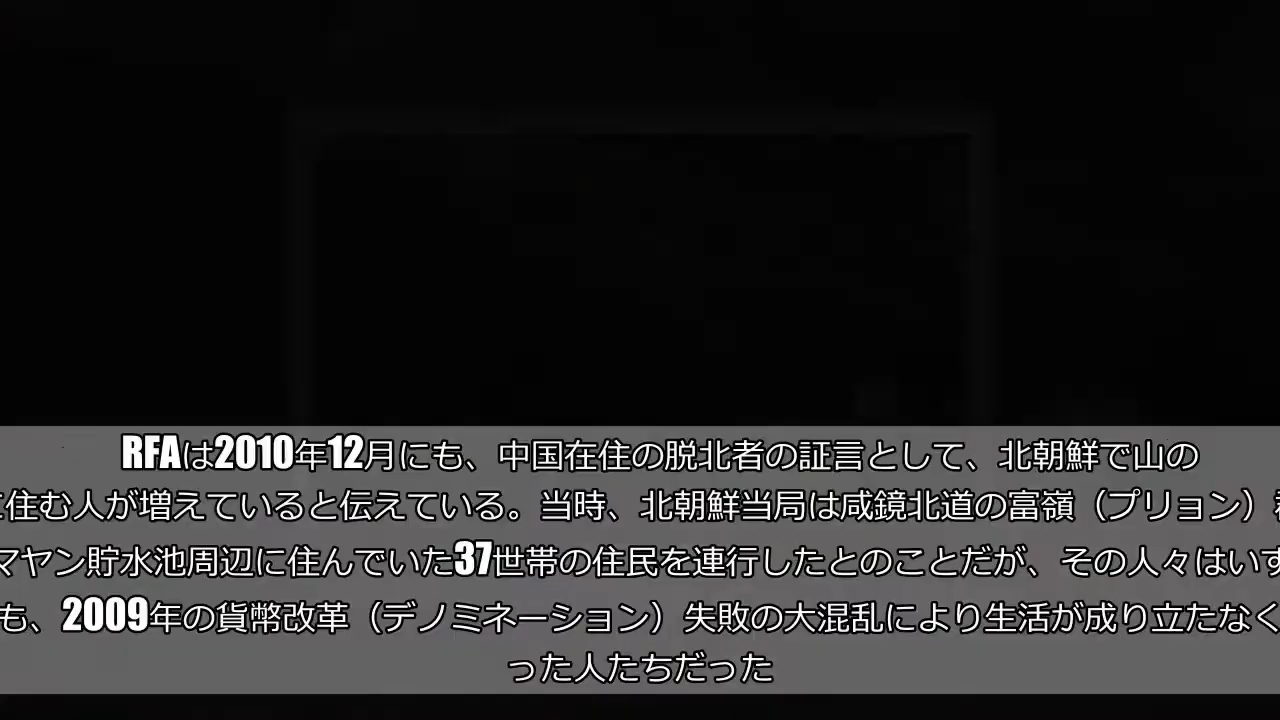 RFAは2010年12月にも、中国在住の脱北者の証言として、北朝鮮で山の
住む人が増えていると伝えている。当時、北朝鮮当局は咸鏡北道の富嶺（プリョン）
マヤン貯水池周辺に住んでいた37世帯の住民を連行したとのことだが、その人々はいず
も、2009年の貨幣改革（デノミネーション）失敗の大混乱により生活が成り立たなく
った人たちだった